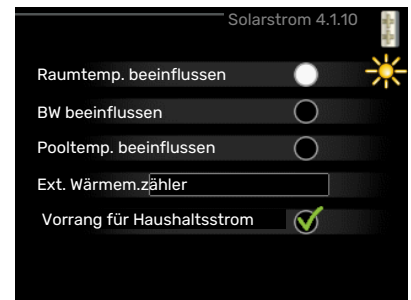 Solarstrom 4.1.10
Raumtemp. beeinflussen
BW beeinflussen
Pooltemp. beeinflussen
Ext. Wärmem.zähler
Vorrang für Haushaltsstrom